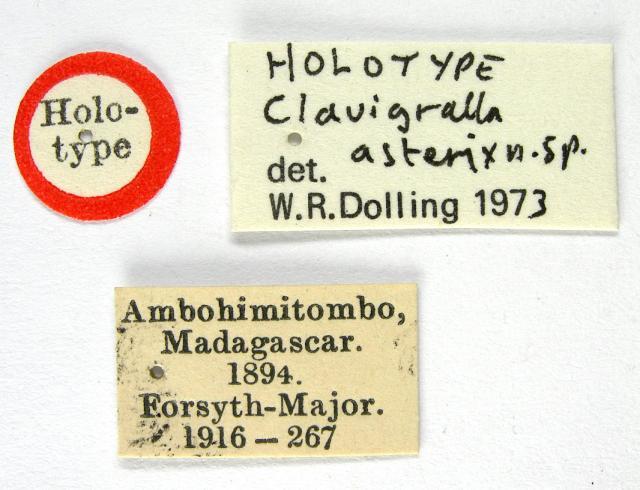 Holo-
type
HOLOTYPE
Clavigralla
asterix n.sp.
det.
W.R.Dolling 1973
Ambohimitombo,
Madagascar.
1894.
Forsyth-Major.
1916 – 267